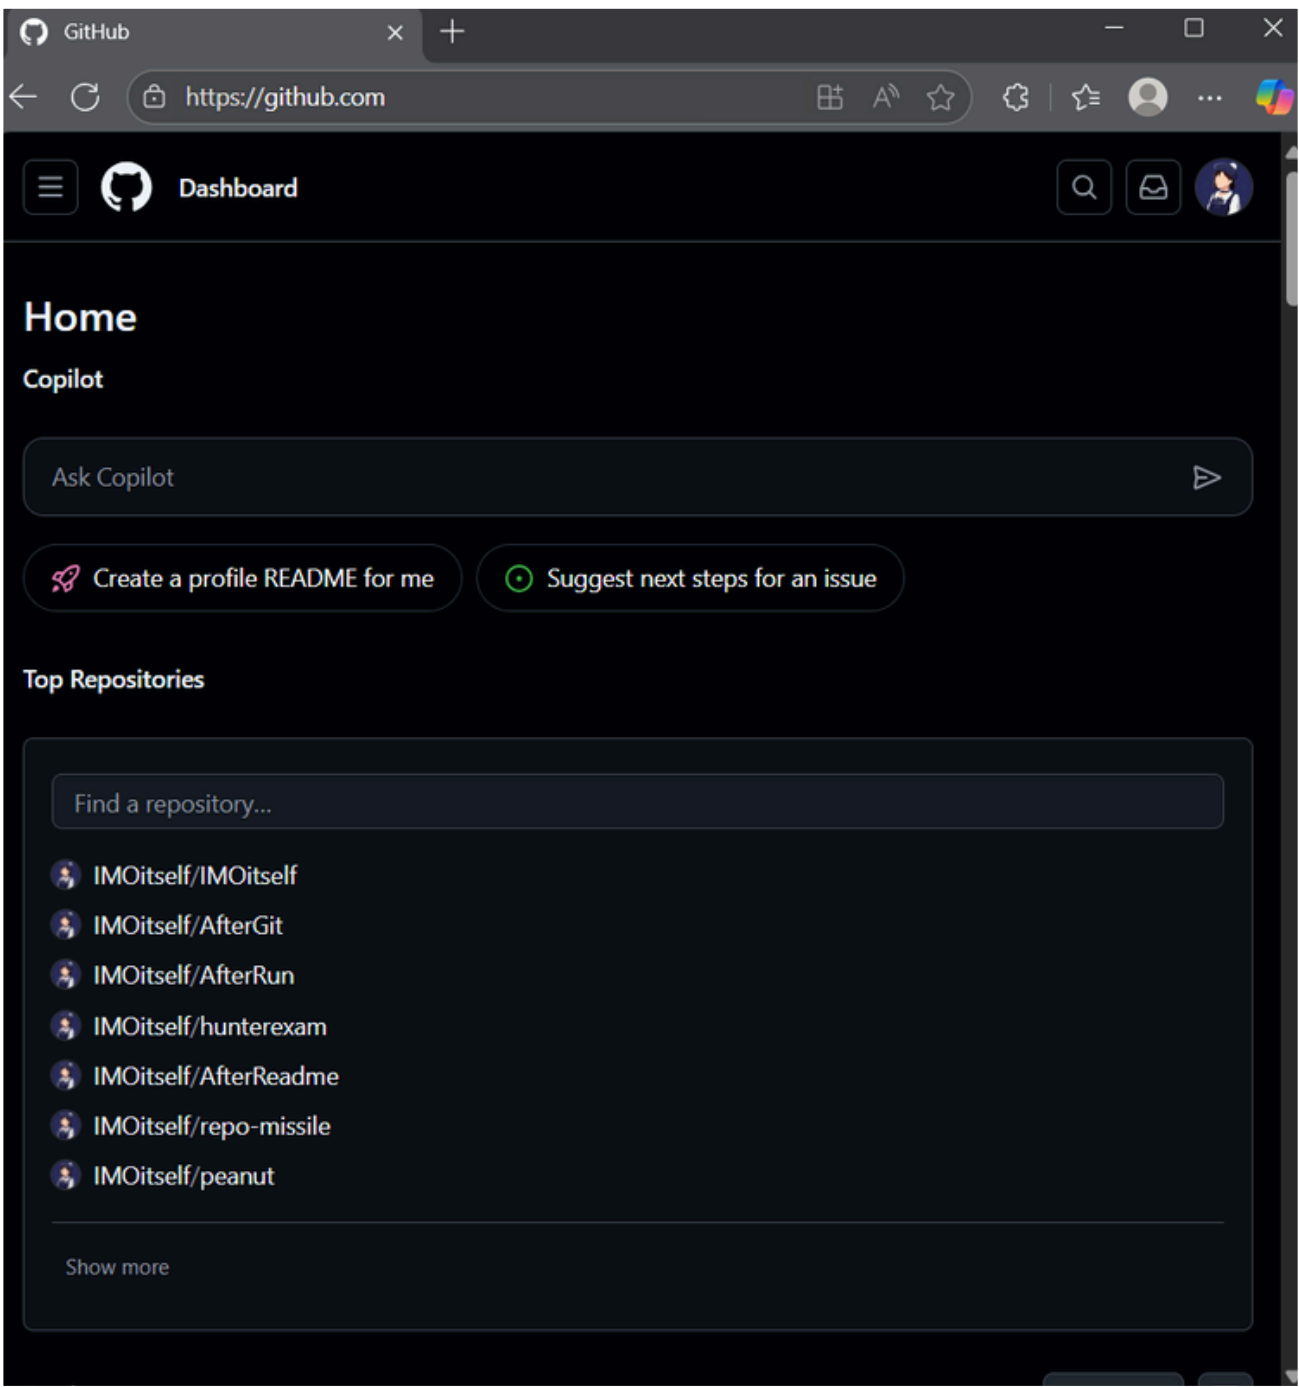 GitHub
https://github.com
Dashboard
Home
Copilot
Ask Copilot
Create a profile README for me
Suggest next steps for an issue
Top Repositories
Find a repository...
IMOitself/IMOitself
IMOitself/AfterGit
IMOitself/AfterRun
IMOitself/hunterexam
IMOitself/AfterReadme
IMOitself/repo-missile
IMOitself/peanut
Show more